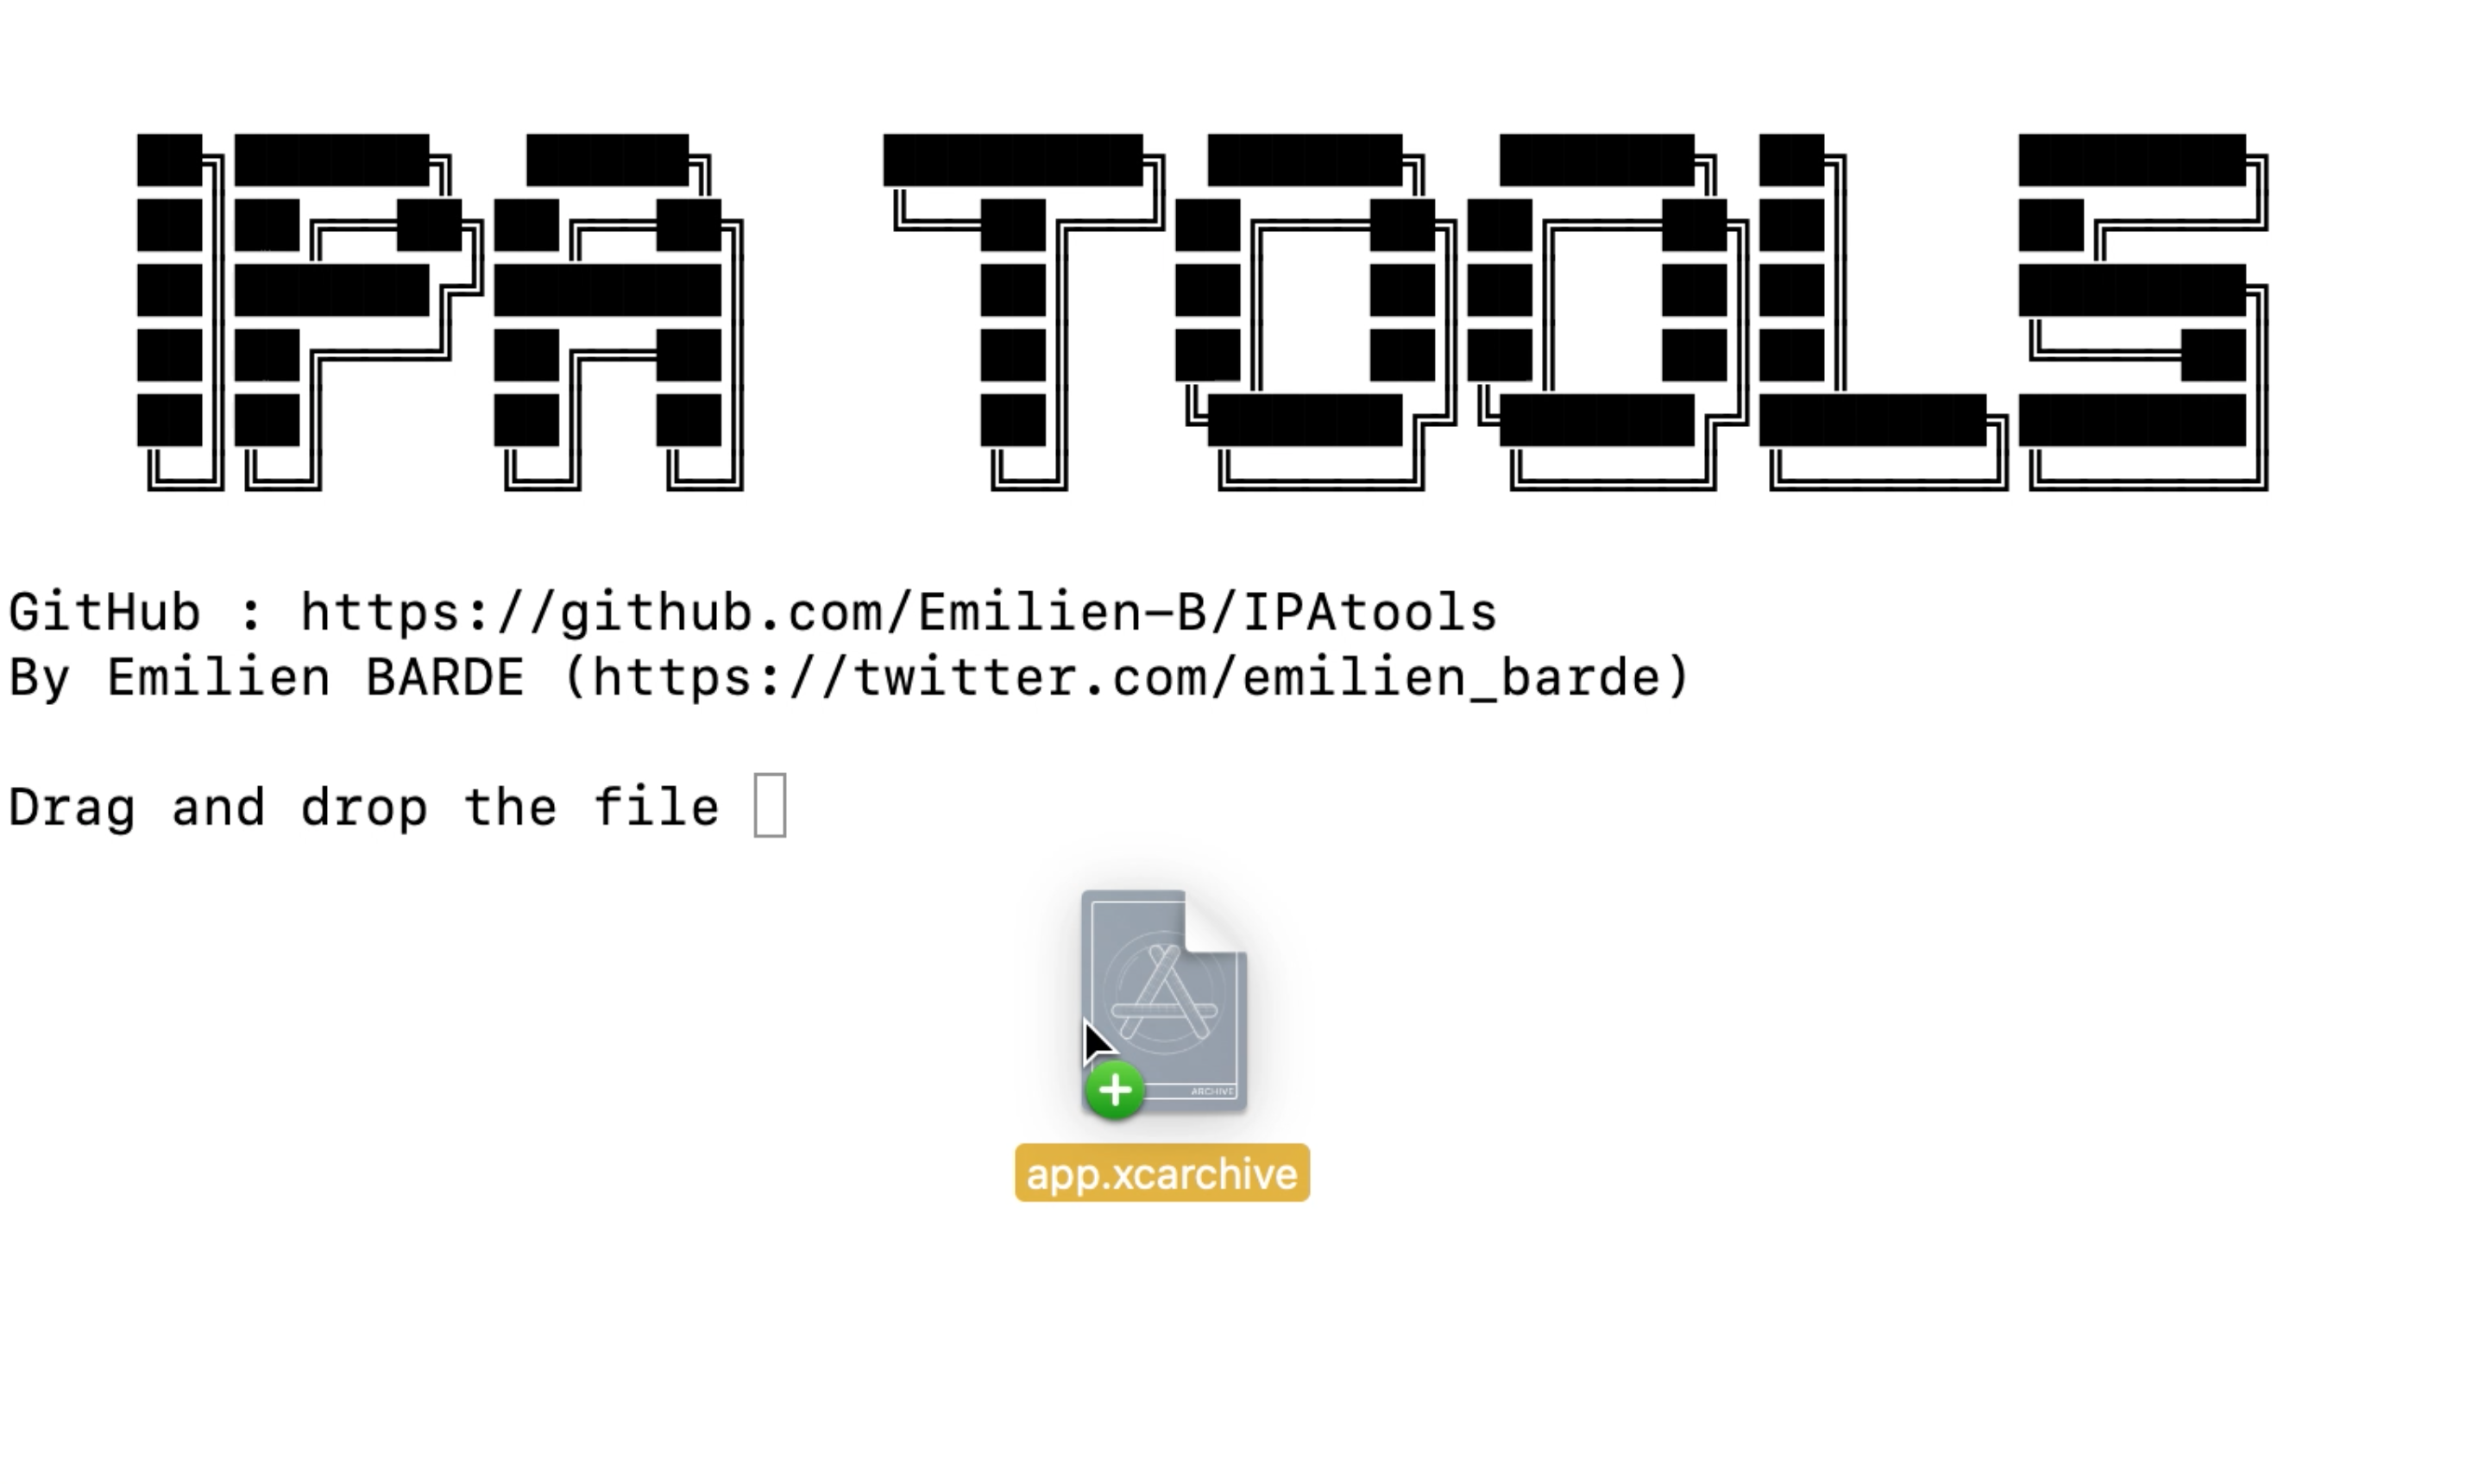 IPA TOOLS
GitHub : https://github.com/Emilien-B/IPAtools
By Emilien BARDE (https://twitter.com/emilien_barde)
Drag and drop the file
ARCHIVE
app.xcarchive